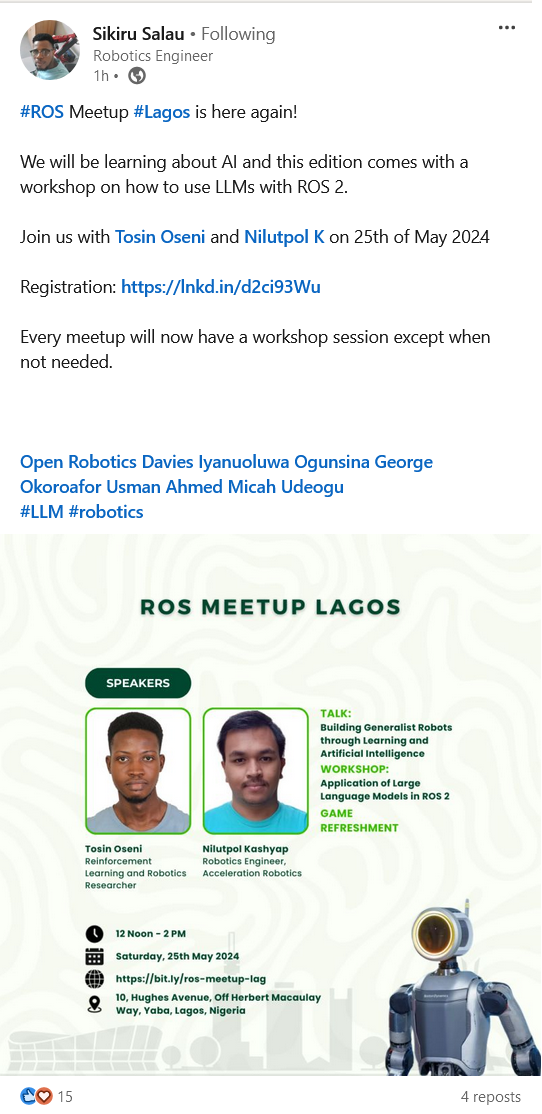 Sikiru Salau • Following
Robotics Engineer
1h •
#ROS Meetup #Lagos is here again!
We will be learning about AI and this edition comes with a
workshop on how to use LLMs with ROS 2.
Join us with Tosin Oseni and Nilutpol K on 25th of May 2024
Registration: https://lnkd.in/d2ci93Wu
Every meetup will now have a workshop session except when
not needed.
Open Robotics Davies Iyanuoluwa Ogunsina George
Okoroafor Usman Ahmed Micah Udeogu
#LLM #robotics
ROS MEETUP LAGOS
SPEAKERS
Tosin Oseni
Reinforcement
Learning and Robotics
Researcher
Nilutpol Kashyap
Robotics Engineer,
Acceleration Robotics
TALK:
Building Generalist Robots
through Learning and
Artificial Intelligence
WORKSHOP:
Application of Large
Language Models in ROS 2
GAME
REFRESHMENT
12 Noon - 2 PM
Saturday, 25th May 2024
https://bit.ly/ros-meetup-lag
10, Hughes Avenue, Off Herbert Macaulay
Way, Yaba, Lagos, Nigeria
15
4 reposts